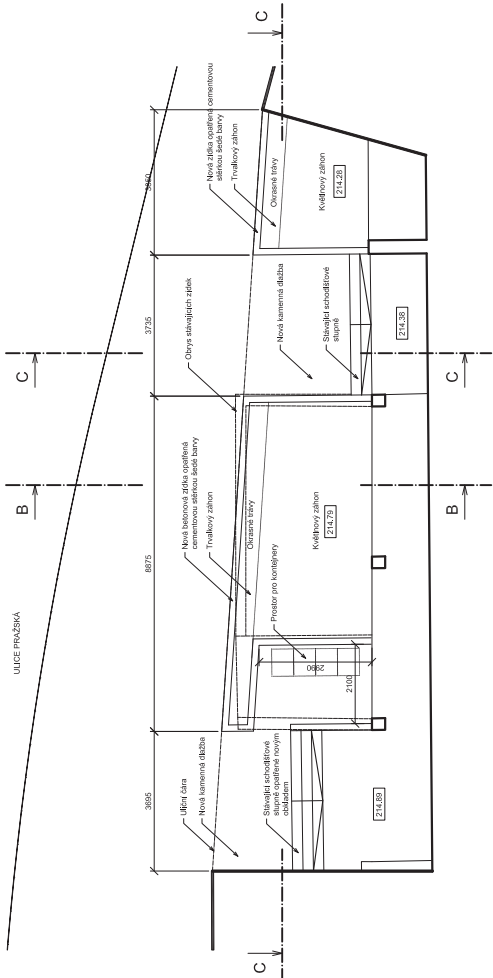 ULICE PRAŽSKÁ
B
C
3695
8875
3735
3860
Uliční čára
Nová kamenná dlažba
Stávající schodišťové
stupně opatřené novým
obkladem
214.89
Nová betonová zídka opatřená
cementovou stěrkou šedé barvy
Trvalkový záhon
Okrasné trávy
Prostor pro kontejnery
2990
2100
Květinový záhon
214.79
Obrys stávajících zídek
Nová kamenná dlažba
Stávající schodišťové
stupně
214.38
Nová zídka opatřené cementovou
stěrkou šedé barvy
Trvalkový záhon
Okrasné trávy
Květinový záhon
214.28
C
C
B
C